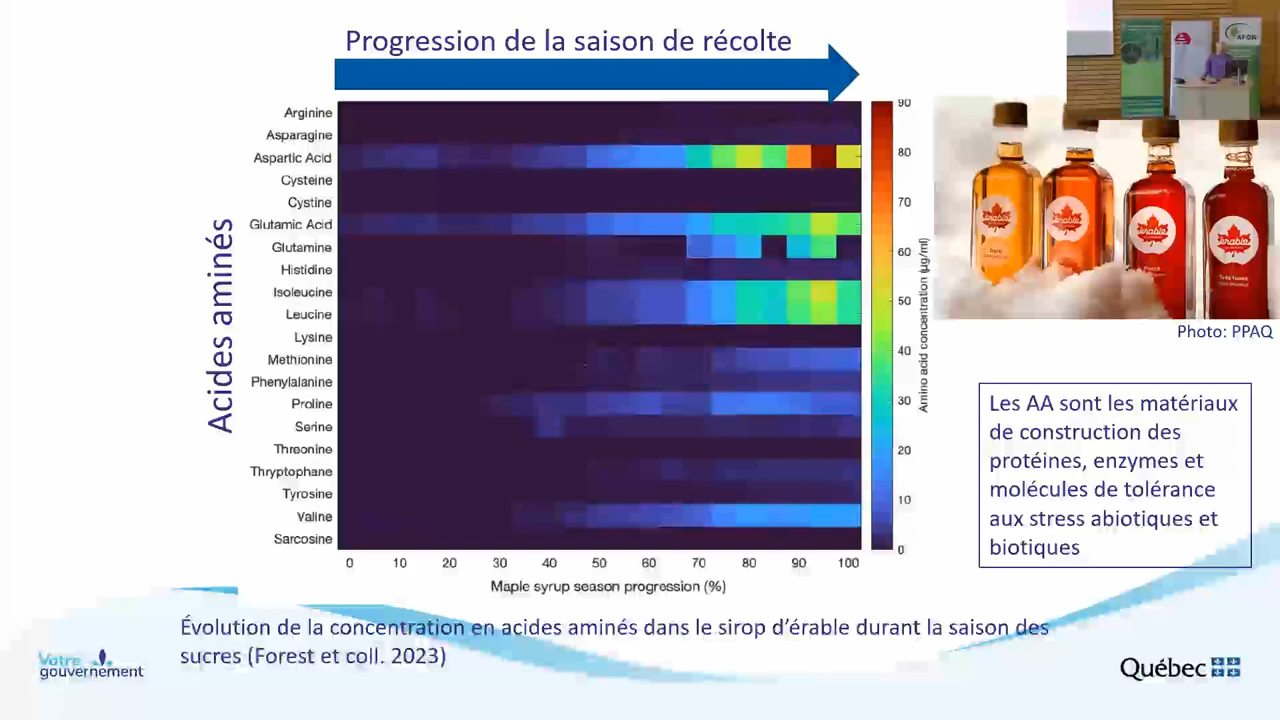 Progression de la saison de récolte
Acides aminés
Arginine
Asparagine
Aspartic Acid
Cysteine
Cystine
Glutamic Acid
Glutamine
Histidine
Isoleucine
Leucine
Lysine
Methionine
Phenylalanine
Proline
Serine
Threonine
Thryptophane
Tyrosine
Valine
Sarcosine
0 10 20 30 40 50 60 70 80 90 100
Maple syrup season progression (%)
90
80
70
60
50
40
30
20
10
0
Amino acid concentration (µg/ml)
AFOR
Photo: PPAQ
Les AA sont les matériaux
de construction des
protéines, enzymes et
molécules de tolérance
aux stress abiotiques et
biotiques
Évolution de la concentration en acides aminés dans le sirop d’érable durant la saison des
sucres (Forest et coll. 2023)
Votre
gouvernement
Québec